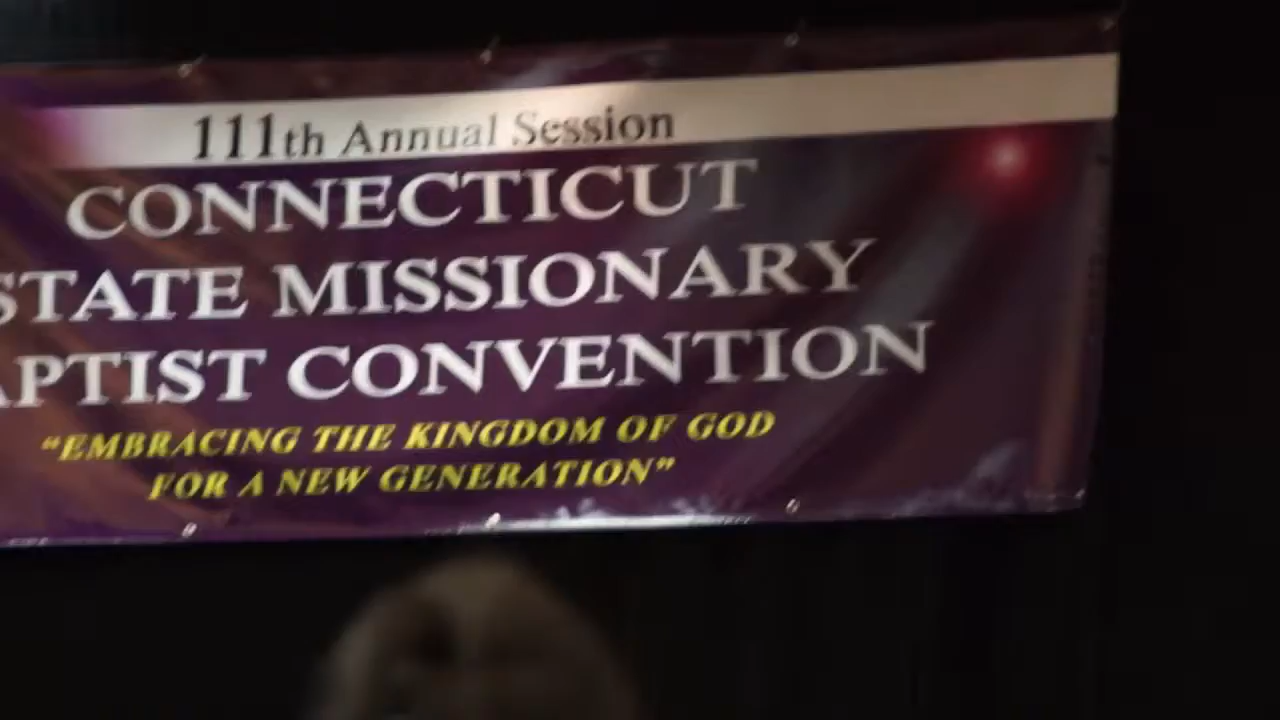 111th Annual Session
CONNECTICUT
STATE MISSIONARY
APTIST CONVENTION
"EMBRACING THE KINGDOM OF GOD
FOR A NEW GENERATION"